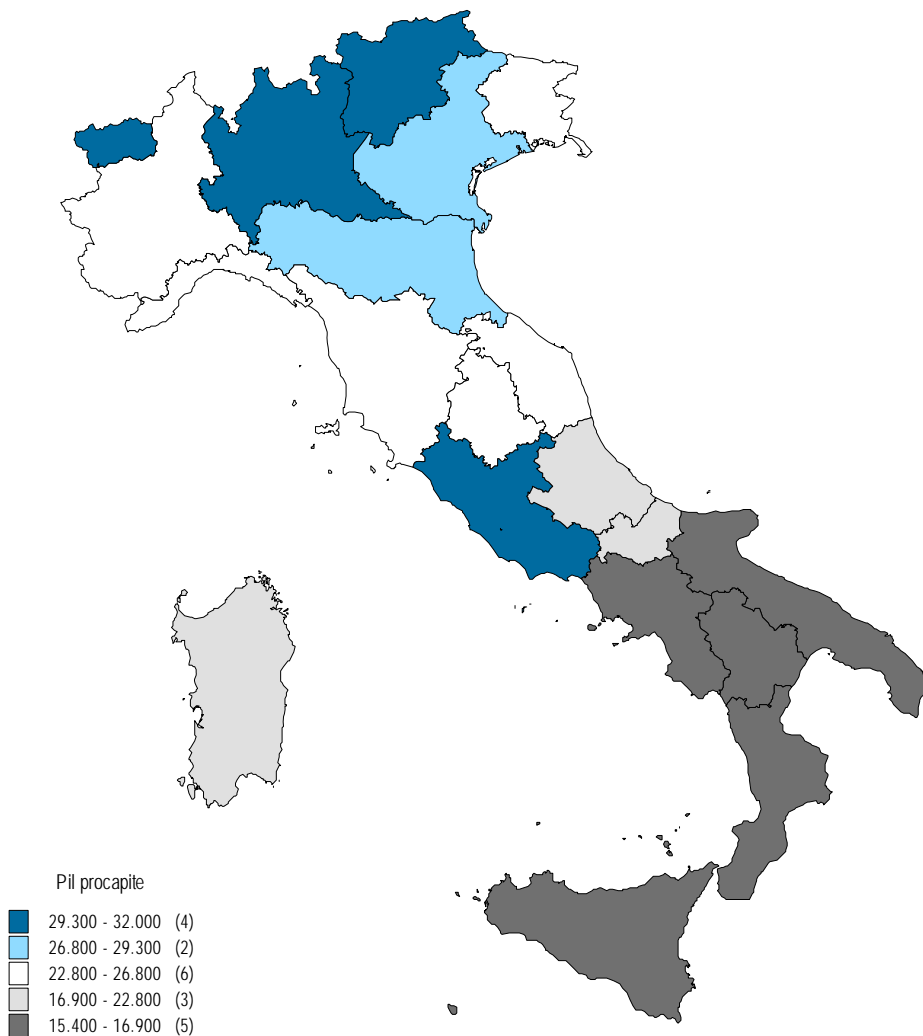 Pil procapite
29.300 - 32.000 (4)
26.800 - 29.300 (2)
22.800 - 26.800 (6)
16.900 - 22.800 (3)
15.400 - 16.900 (5)